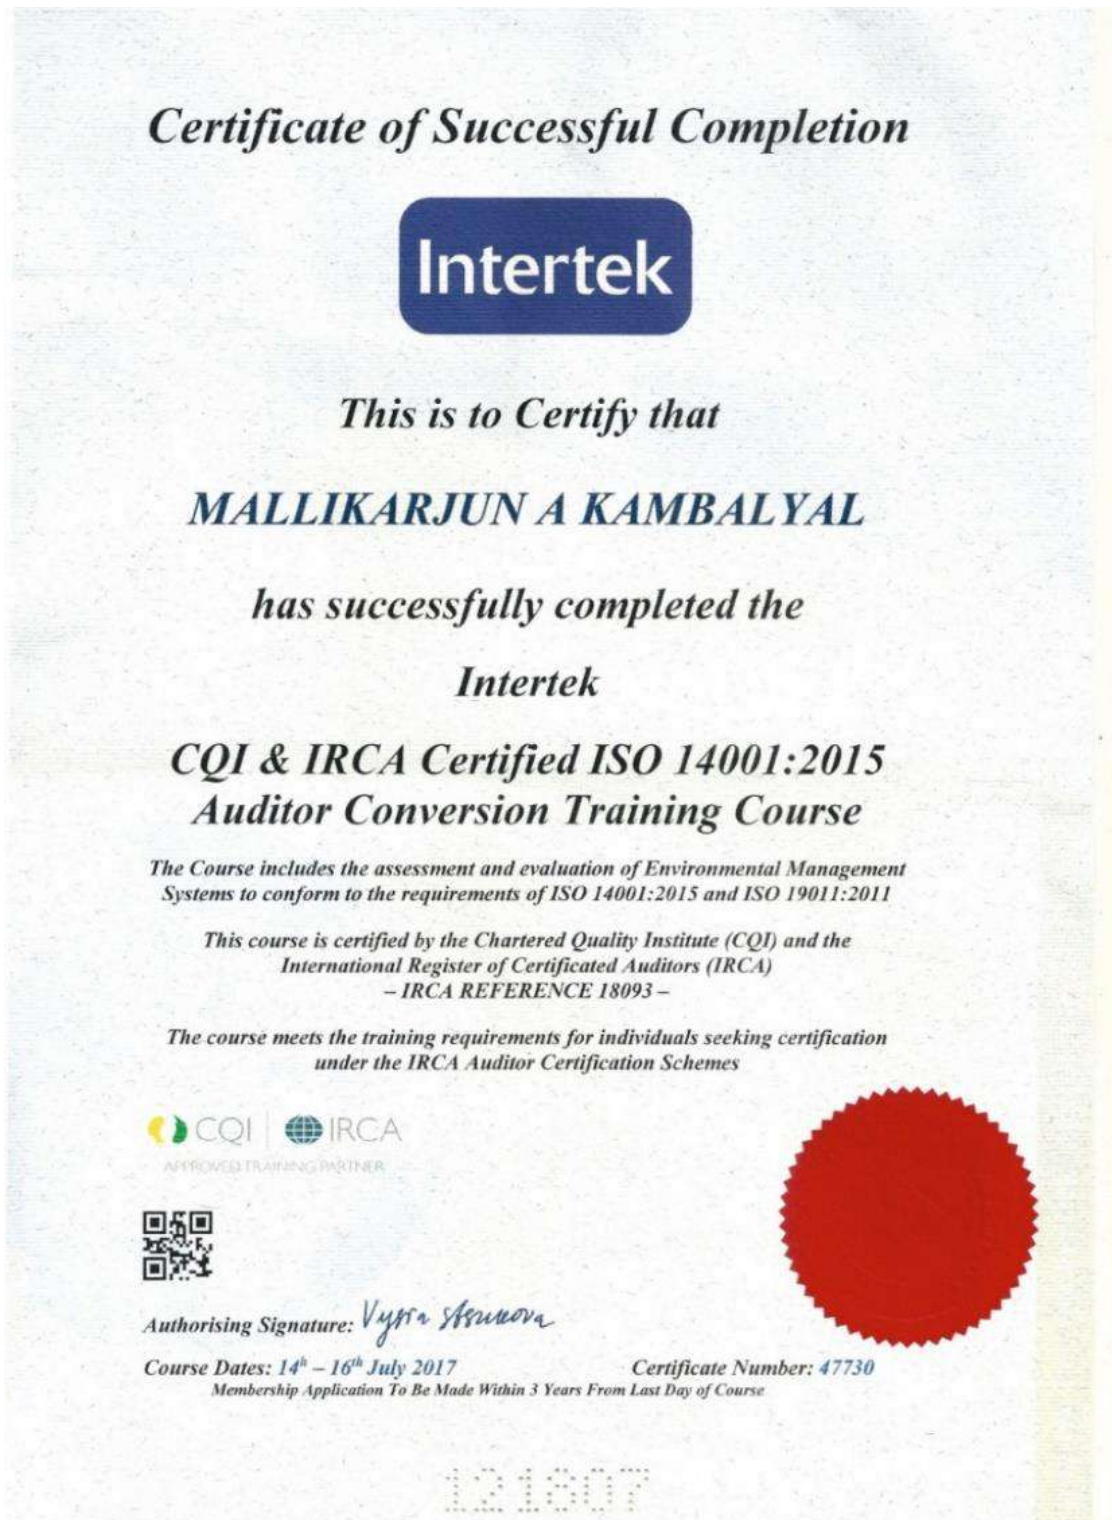 Certificate of Successful Completion
Intertek
This is to Certify that
MALLIKARJUN A KAMBALYAL
has successfully completed the
Intertek
CQI & IRCA Certified ISO 14001:2015
Auditor Conversion Training Course
The Course includes the assessment and evaluation of Environmental Management
Systems to conform to the requirements of ISO 14001:2015 and ISO 19011:2011
This course is certified by the Chartered Quality Institute (CQI) and the
International Register of Certificated Auditors (IRCA)
– IRCA REFERENCE 18093 –
The course meets the training requirements for individuals seeking certification
under the IRCA Auditor Certification Schemes
CQI IRCA
APPROVED TRAINING PARTNER
Authorising Signature:
Course Dates: 14h – 16th July 2017 Certificate Number: 47730
Membership Application To Be Made Within 3 Years From Last Day of Course
121807